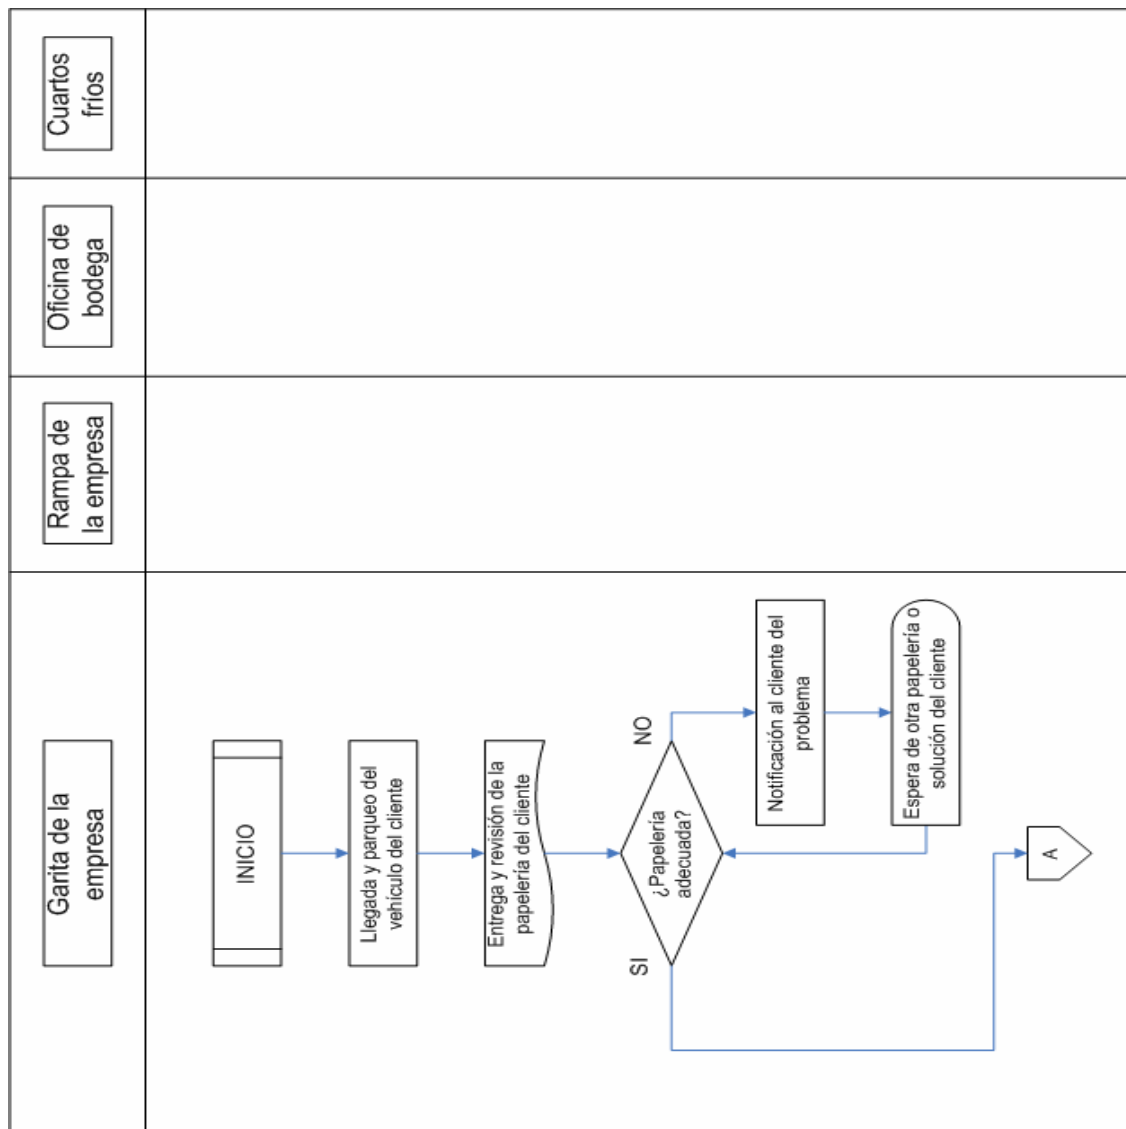 Garita de la
empresa
Rampa de
la empresa
Oficina de
bodega
Cuartos
fríos
INICIO
Llegada y parqueo del
vehículo del cliente
Entrega y revisión de la
papelería del cliente
¿Papelería
adecuada?
SI
NO
Notificación al cliente del
problema
Espera de otra papelería o
solución del cliente
A